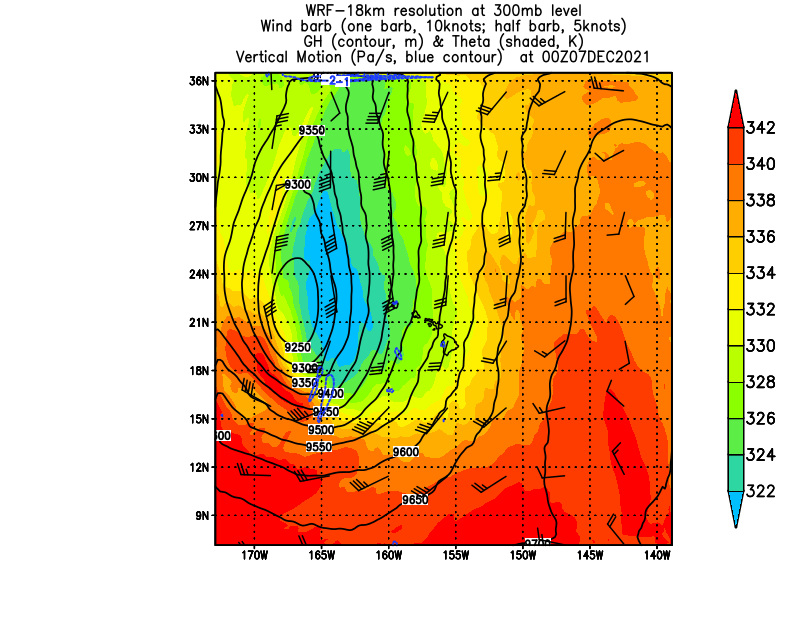 WRF-18km resolution at 300mb level
Wind barb (one barb, 10knots; half barb, 5knots)
GH (contour, m) & Theta (shaded, K)
Vertical Motion (Pa/s, blue contour) at 00Z07DEC2021
36N
33N
30N
27N
24N
21N
18N
15N
12N
9N
170W 165W 160W 155W 150W 145W 140W
-2 -1
9350
9300
9250
9300
9350
9400
9450
9500
9550
9600
9650
9700
342
340
338
336
334
332
330
328
326
324
322